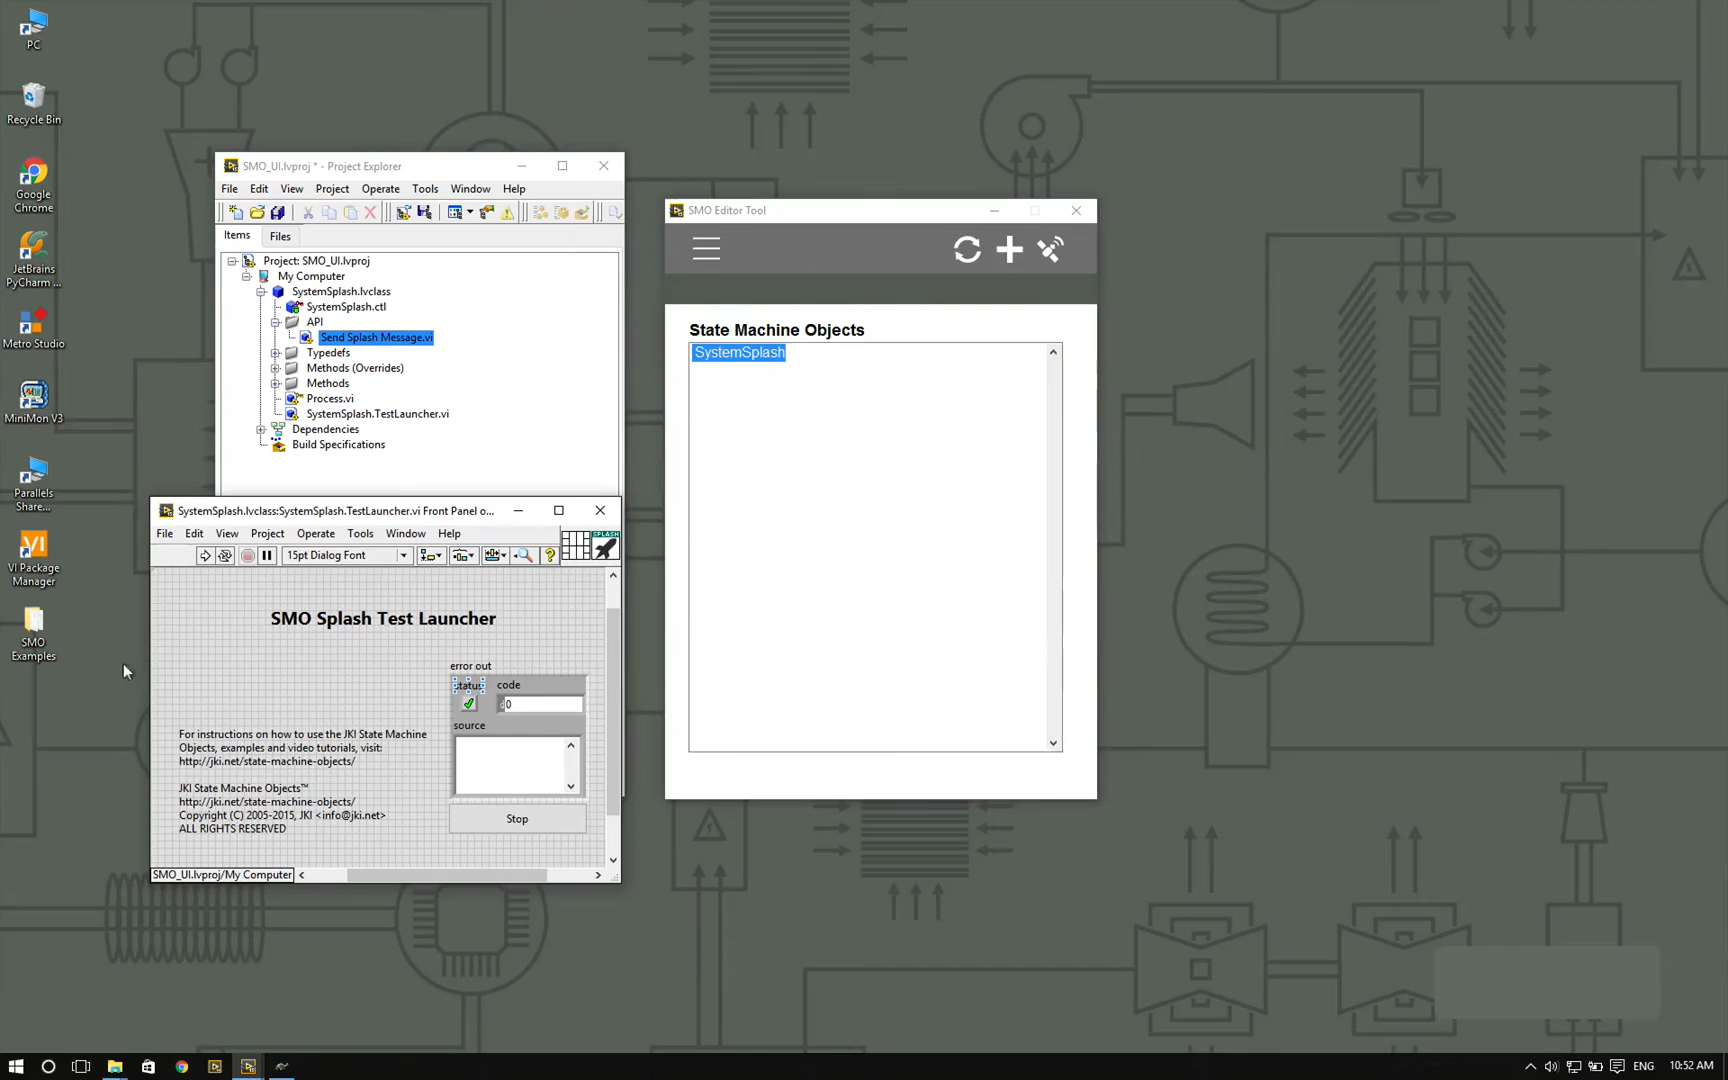 PC
Recycle Bin
Google
Chrome
JetBrains
PyCharm ...
Metro Studio
MiniMon V3
Parallels
Share...
VI Package
Manager
SMO
Examples
SMO_UI.lvproj * - Project Explorer
File Edit View Project Operate Tools Window Help
Items Files
Project: SMO_UI.lvproj
My Computer
SystemSplash.lvclass
SystemSplash.ctl
API
Send Splash Message.vi
Typedefs
Methods (Overrides)
Methods
Process.vi
SystemSplash.TestLauncher.vi
Dependencies
Build Specifications
SystemSplash.lvclass:SystemSplash.TestLauncher.vi Front Panel o...
File Edit View Project Operate Tools Window Help
15pt Dialog Font
SPLASH
SMO Splash Test Launcher
error out
status code
0
source
For instructions on how to use the JKI State Machine
Objects, examples and video tutorials, visit:
http://jki.net/state-machine-objects/
JKI State Machine Objects™
http://jki.net/state-machine-objects/
Copyright (C) 2005-2015, JKI <info@jki.net>
ALL RIGHTS RESERVED
Stop
SMO_UI.lvproj/My Computer
SMO Editor Tool
State Machine Objects
SystemSplash
ENG 10:52 AM